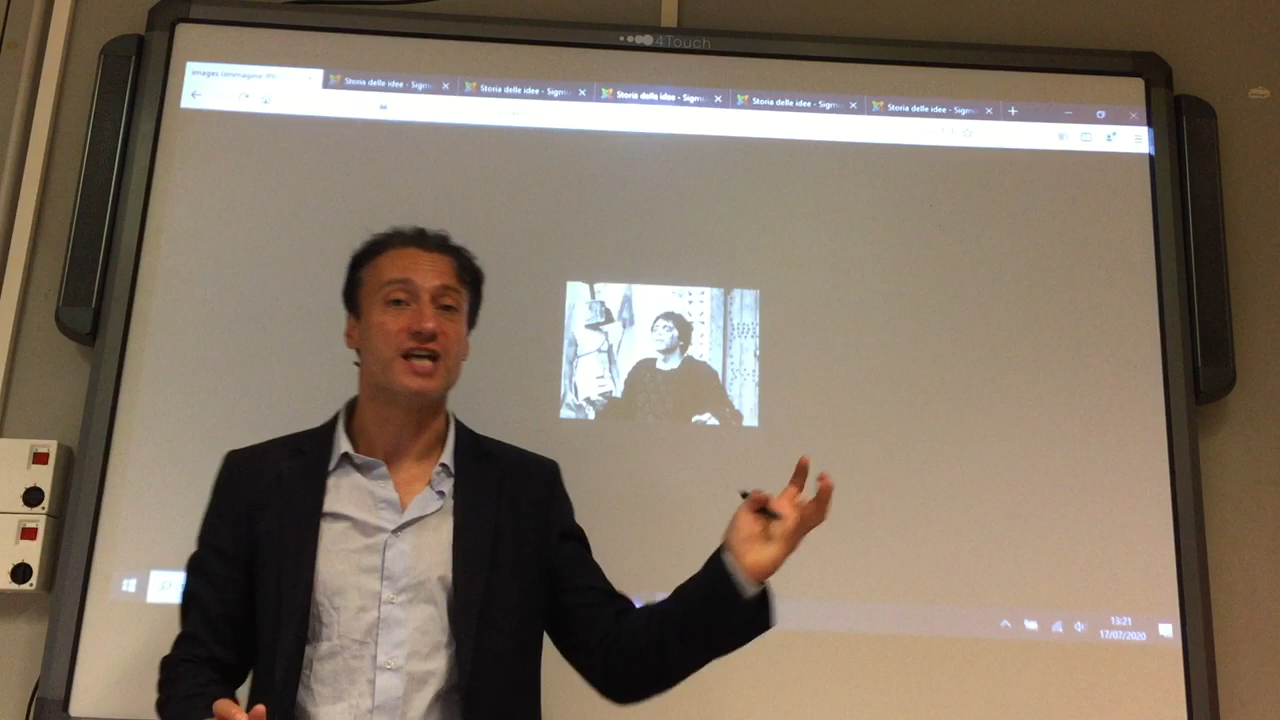 4Touch
images (immagine JPE
Storia delle idee - Sigm
Storia delle idee - Sigm
Storia delle idee - Sigm
Storia delle idee - Sigm
Storia delle idee - Sigm
13:21
17/07/2020